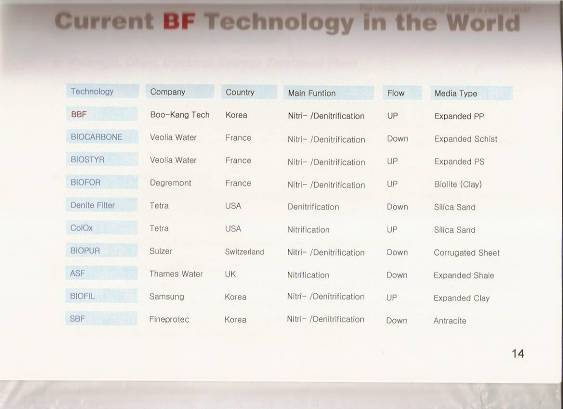 Current BF Technology in the World
Technology Company Country Main Funtion Flow Media Type
BBF Boo-Kang Tech Korea Nitri- /Denitrification UP Expanded PP
BIOCARBONE Veolia Water France Nitri- /Denitrification Down Expanded Schist
BIOSTYR Veolia Water France Nitri- /Denitrification UP Expanded PS
BIOFOR Degremont France Nitri- /Denitrification UP Biolite (Clay)
Denite Filter Tetra USA Denitrification Down Silica Sand
ColOx Tetra USA Nitrification UP Silica Sand
BIOPUR Sulzer Switzerland Nitri- /Denitrification Down Corrugated Sheet
ASF Thames Water UK Nitrification Down Expanded Shale
BIOFIL Samsung Korea Nitri- /Denitrification UP Expanded Clay
SBF Fineprotec Korea Nitri- /Denitrification Down Antracite
14